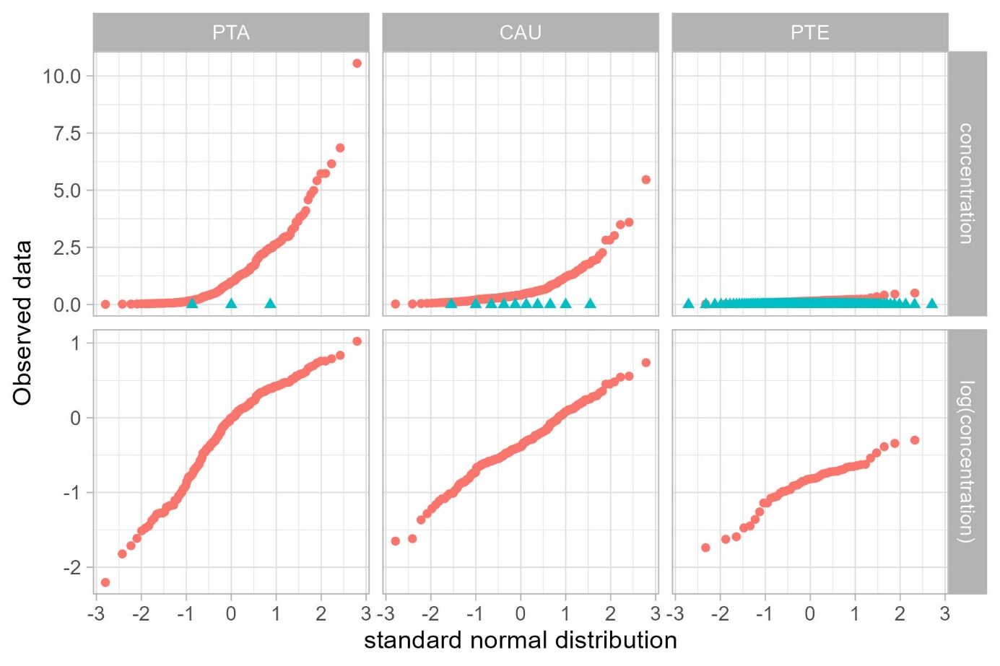 PTA CAU PTE
10.0
7.5
5.0
2.5
0.0
concentration
Observed data
1
0
-1
-2
log(concentration)
-3 -2 -1 0 1 2 3 -3 -2 -1 0 1 2 3 -3 -2 -1 0 1 2 3
standard normal distribution